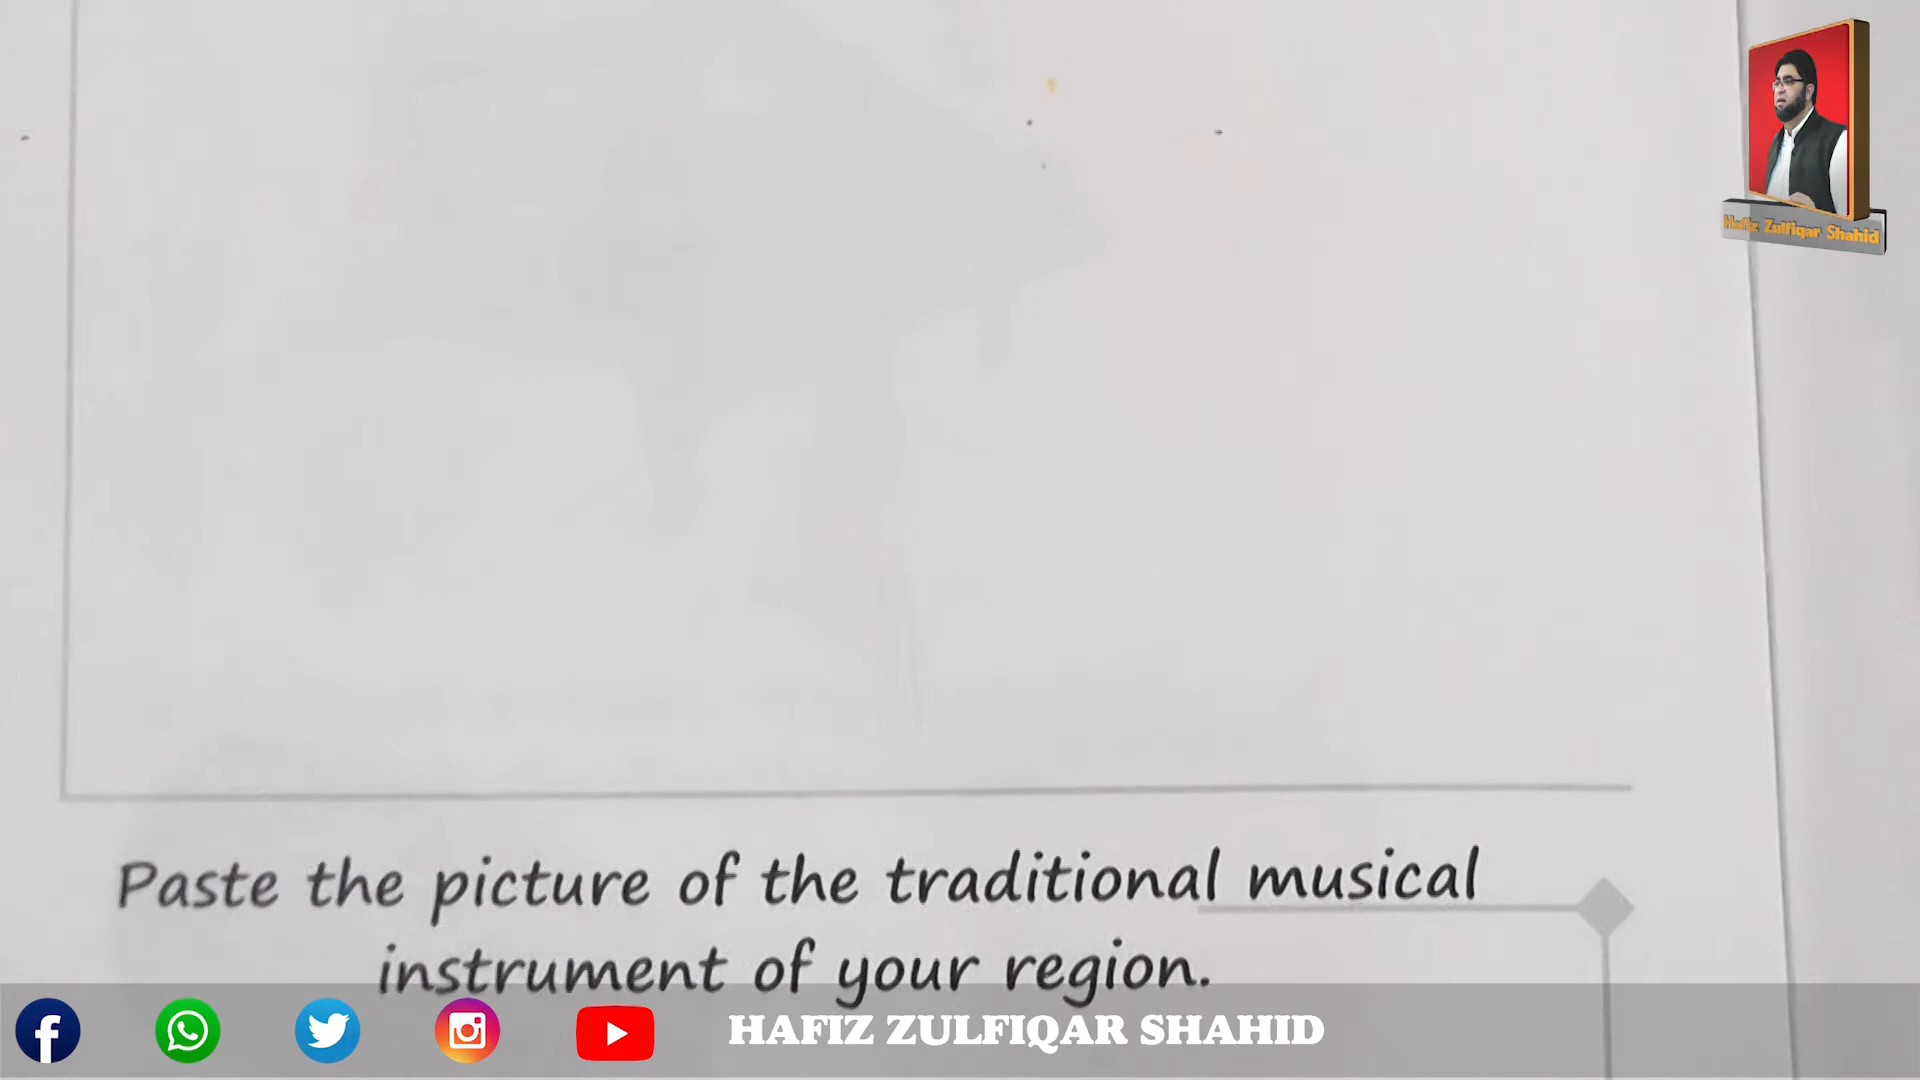 Hafiz Zulfiqar Shahid
Paste the picture of the traditional musical
instrument of your region.
HAFIZ ZULFIQAR SHAHID